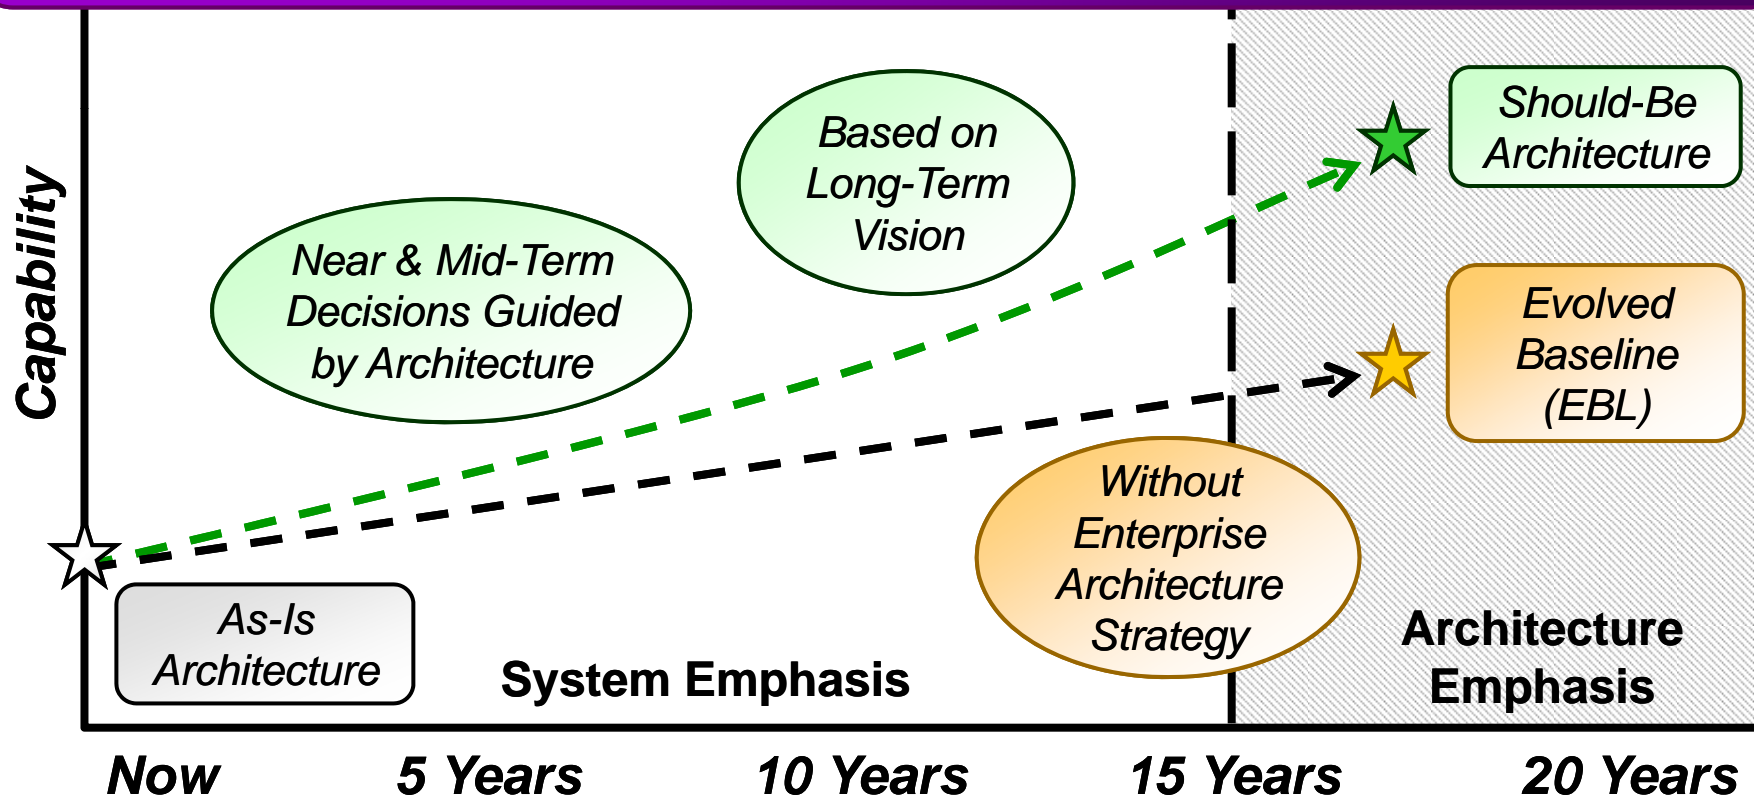 Capability
Based on
Long-Term
Vision
Should-Be
Architecture
Near & Mid-Term
Decisions Guided
by Architecture
Evolved
Baseline
(EBL)
Without
Enterprise
Architecture
Strategy
As-Is
Architecture
System Emphasis
Architecture
Emphasis
Now
5 Years
10 Years
15 Years
20 Years